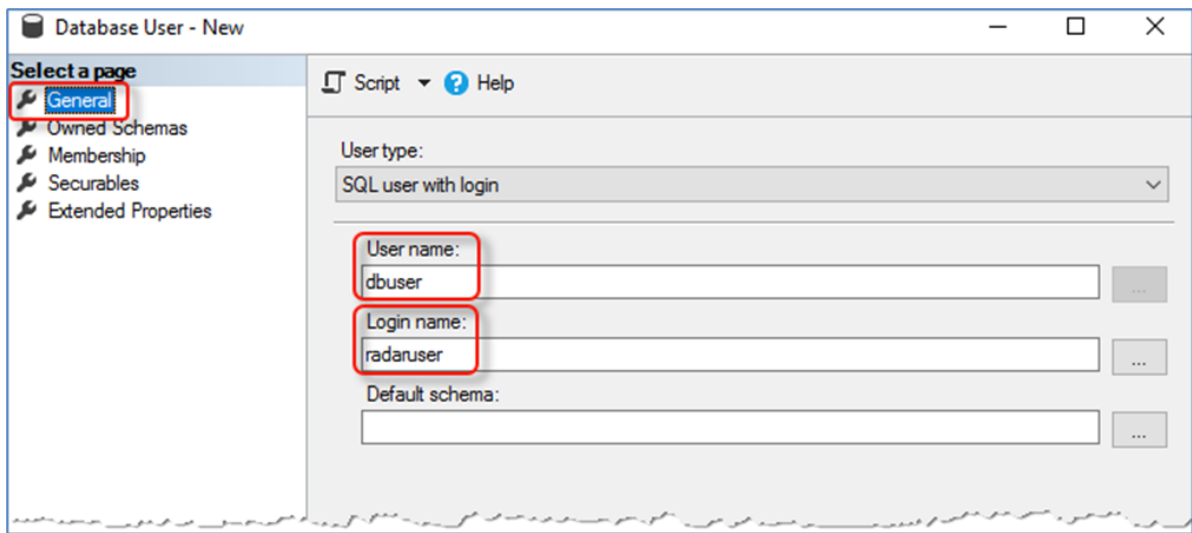 Database User - New
Select a page
General
Owned Schemas
Membership
Securables
Extended Properties
Script
Help
User type:
SQL user with login
User name:
dbuser
...
Login name:
radaruser
...
Default schema:
...